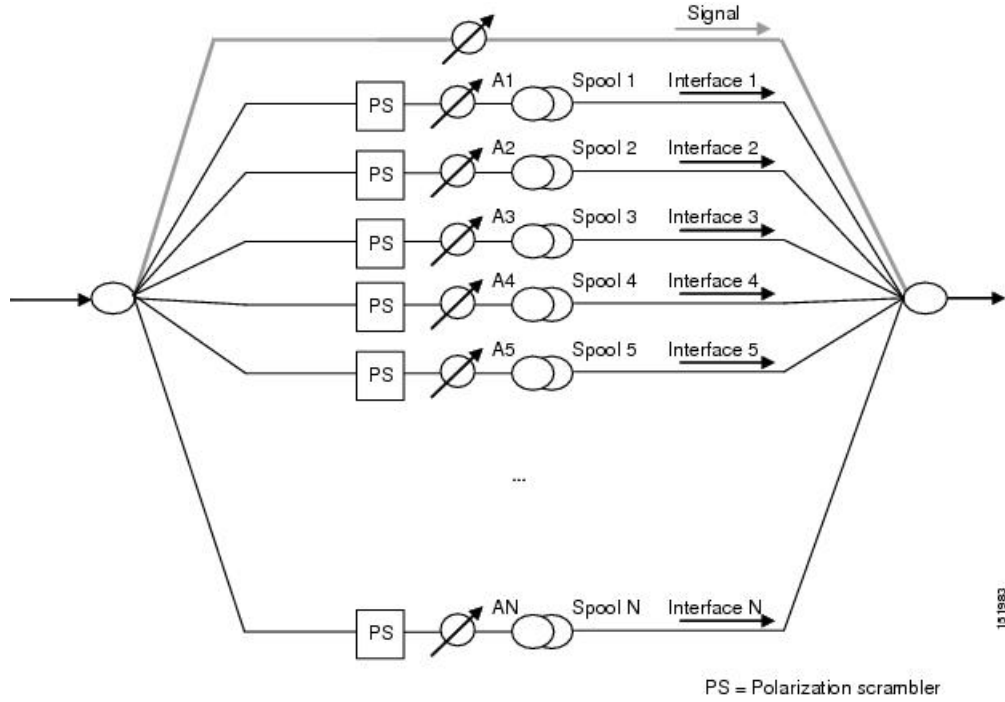 Signal
PS A1 Spool 1 Interface 1
PS A2 Spool 2 Interface 2
PS A3 Spool 3 Interface 3
PS A4 Spool 4 Interface 4
PS A5 Spool 5 Interface 5
...
PS AN Spool N Interface N
151983
PS = Polarization scrambler